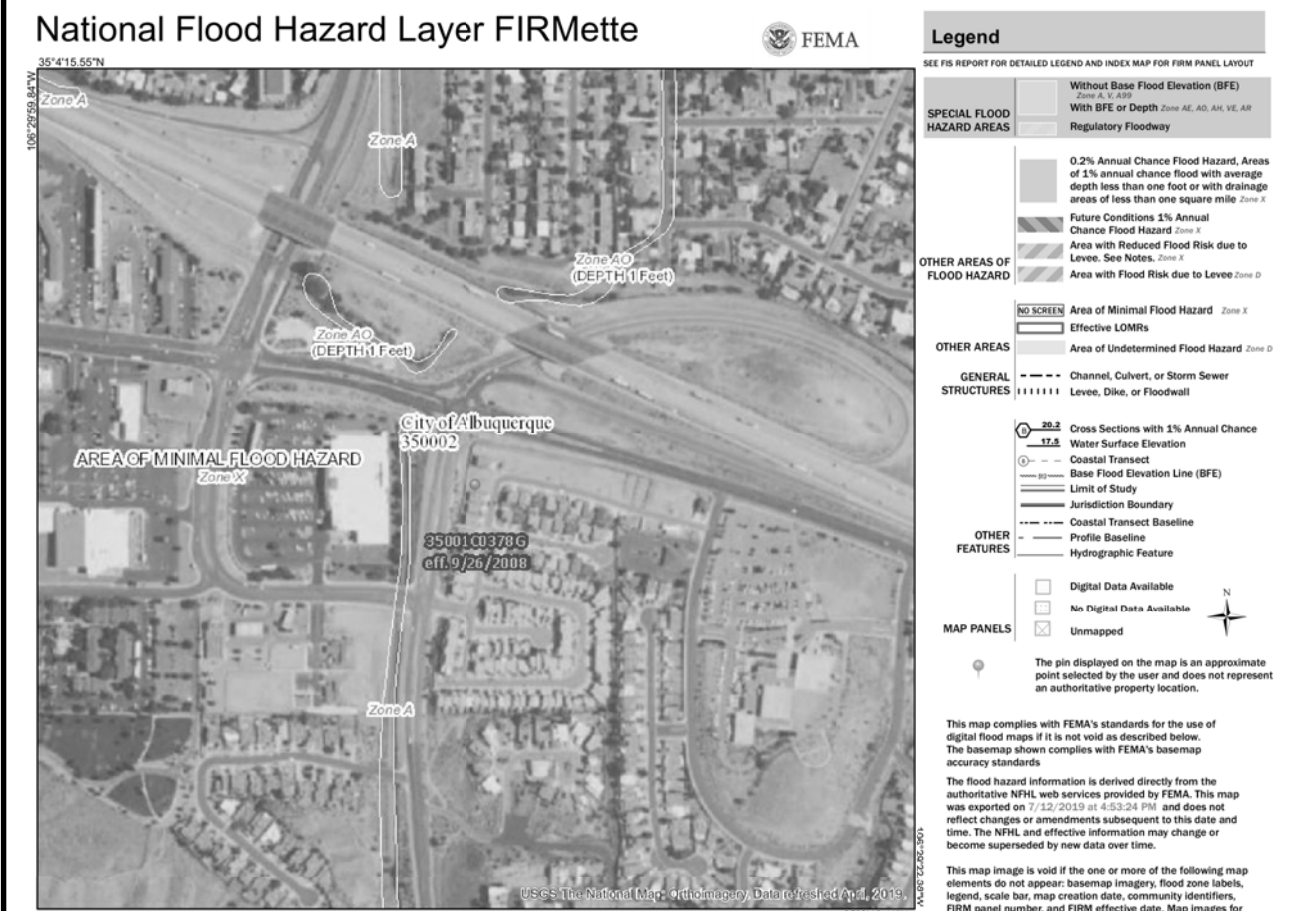 National Flood Hazard Layer FIRMette
FEMA
35°4'15.55"N
106°29'59.84"W
Zone A
Zone A
Zone AO
(DEPTH 1 Feet)
Zone AO
(DEPTH 1 Feet)
City of Albuquerque
350002
AREA OF MINIMAL FLOOD HAZARD
Zone X
35001C0378G
eff. 9/26/2008
Zone A
USGS The National Map: Orthoimagery. Data refreshed April, 2019.
106°29'22.38"W
Legend
SEE FIS REPORT FOR DETAILED LEGEND AND INDEX MAP FOR FIRM PANEL LAYOUT
SPECIAL FLOOD
HAZARD AREAS
Without Base Flood Elevation (BFE)
Zone A, V, A99
With BFE or Depth Zone AE, AO, AH, VE, AR
Regulatory Floodway
OTHER AREAS OF
FLOOD HAZARD
0.2% Annual Chance Flood Hazard, Areas
of 1% annual chance flood with average
depth less than one foot or with drainage
areas of less than one square mile Zone X
Future Conditions 1% Annual
Chance Flood Hazard Zone X
Area with Reduced Flood Risk due to
Levee. See Notes. Zone X
Area with Flood Risk due to Levee Zone D
OTHER AREAS
NO SCREEN Area of Minimal Flood Hazard Zone X
Effective LOMRs
Area of Undetermined Flood Hazard Zone D
GENERAL
STRUCTURES
Channel, Culvert, or Storm Sewer
Levee, Dike, or Floodwall
OTHER
FEATURES
B 20.2 Cross Sections with 1% Annual Chance
17.5 Water Surface Elevation
8 Coastal Transect
513 Base Flood Elevation Line (BFE)
Limit of Study
Jurisdiction Boundary
Coastal Transect Baseline
Profile Baseline
Hydrographic Feature
MAP PANELS
Digital Data Available
No Digital Data Available
Unmapped
N
The pin displayed on the map is an approximate
point selected by the user and does not represent
an authoritative property location.
This map complies with FEMA's standards for the use of
digital flood maps if it is not void as described below.
The basemap shown complies with FEMA's basemap
accuracy standards
The flood hazard information is derived directly from the
authoritative NFHL web services provided by FEMA. This map
was exported on 7/12/2019 at 4:53:24 PM and does not
reflect changes or amendments subsequent to this date and
time. The NFHL and effective information may change or
become superseded by new data over time.
This map image is void if the one or more of the following map
elements do not appear: basemap imagery, flood zone labels,
legend, scale bar, map creation date, community identifiers,
FIRM panel number, and FIRM effective date. Map images for